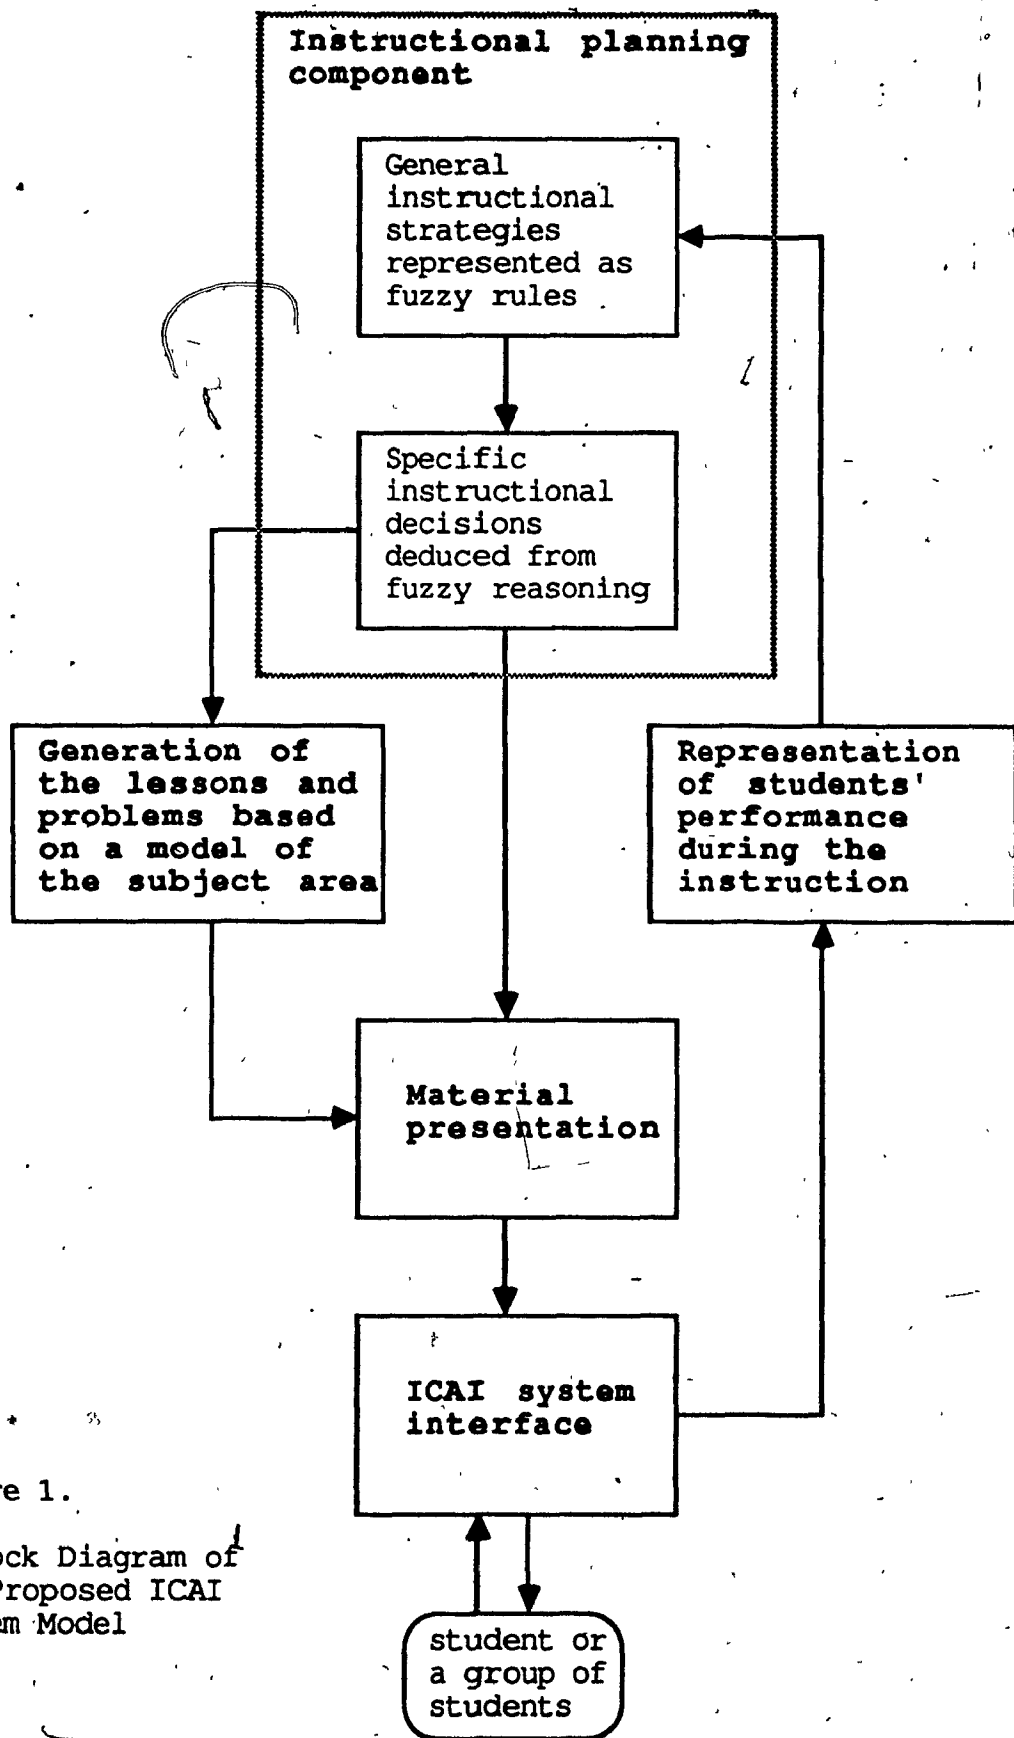 Instructional planning
component
General
instructional
strategies
represented as
fuzzy rules
Specific
instructional
decisions
deduced from
fuzzy reasoning
Generation of
the lessons and
problems based
on a model of
the subject area
Representation
of students'
performance
during the
instruction
Material
presentation
ICAI system
interface
re 1.
ock Diagram of
Proposed ICAI
em Model
student or
a group of
students